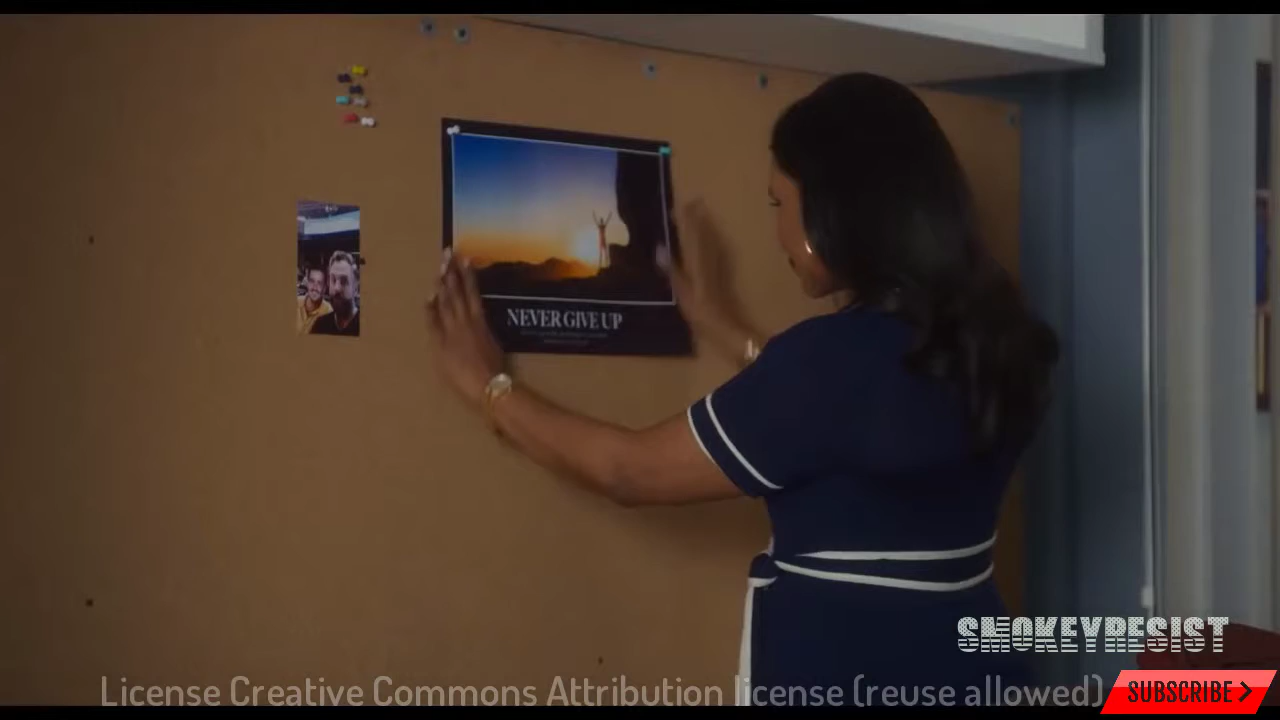 NEVER GIVE UP
SMOKEYRESIST
License Creative Commons Attribution license (reuse allowed)
SUBSCRIBE